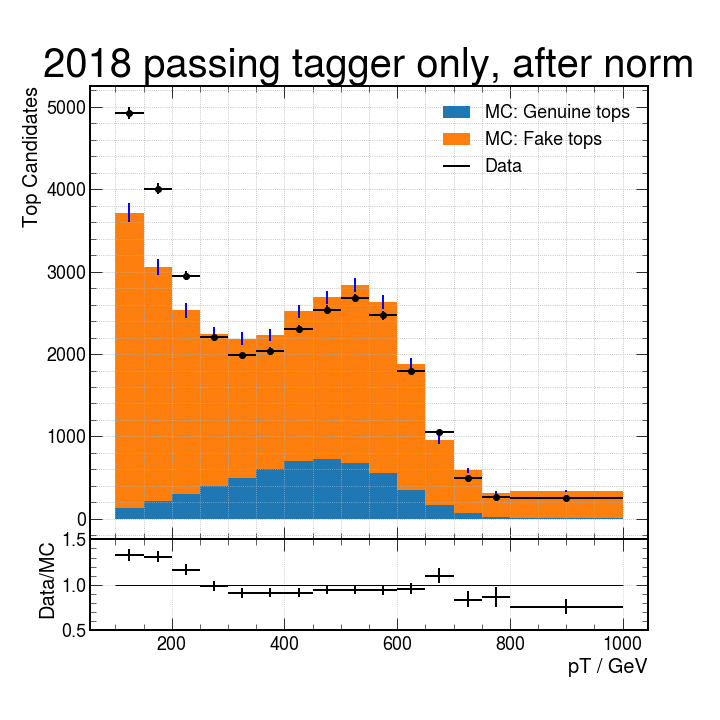 2018 passing tagger only, after norm
Top Candidates
5000
4000
3000
2000
1000
0
MC: Genuine tops
MC: Fake tops
Data
Data/MC
1.5
1.0
0.5
200
400
600
800
1000
pT / GeV